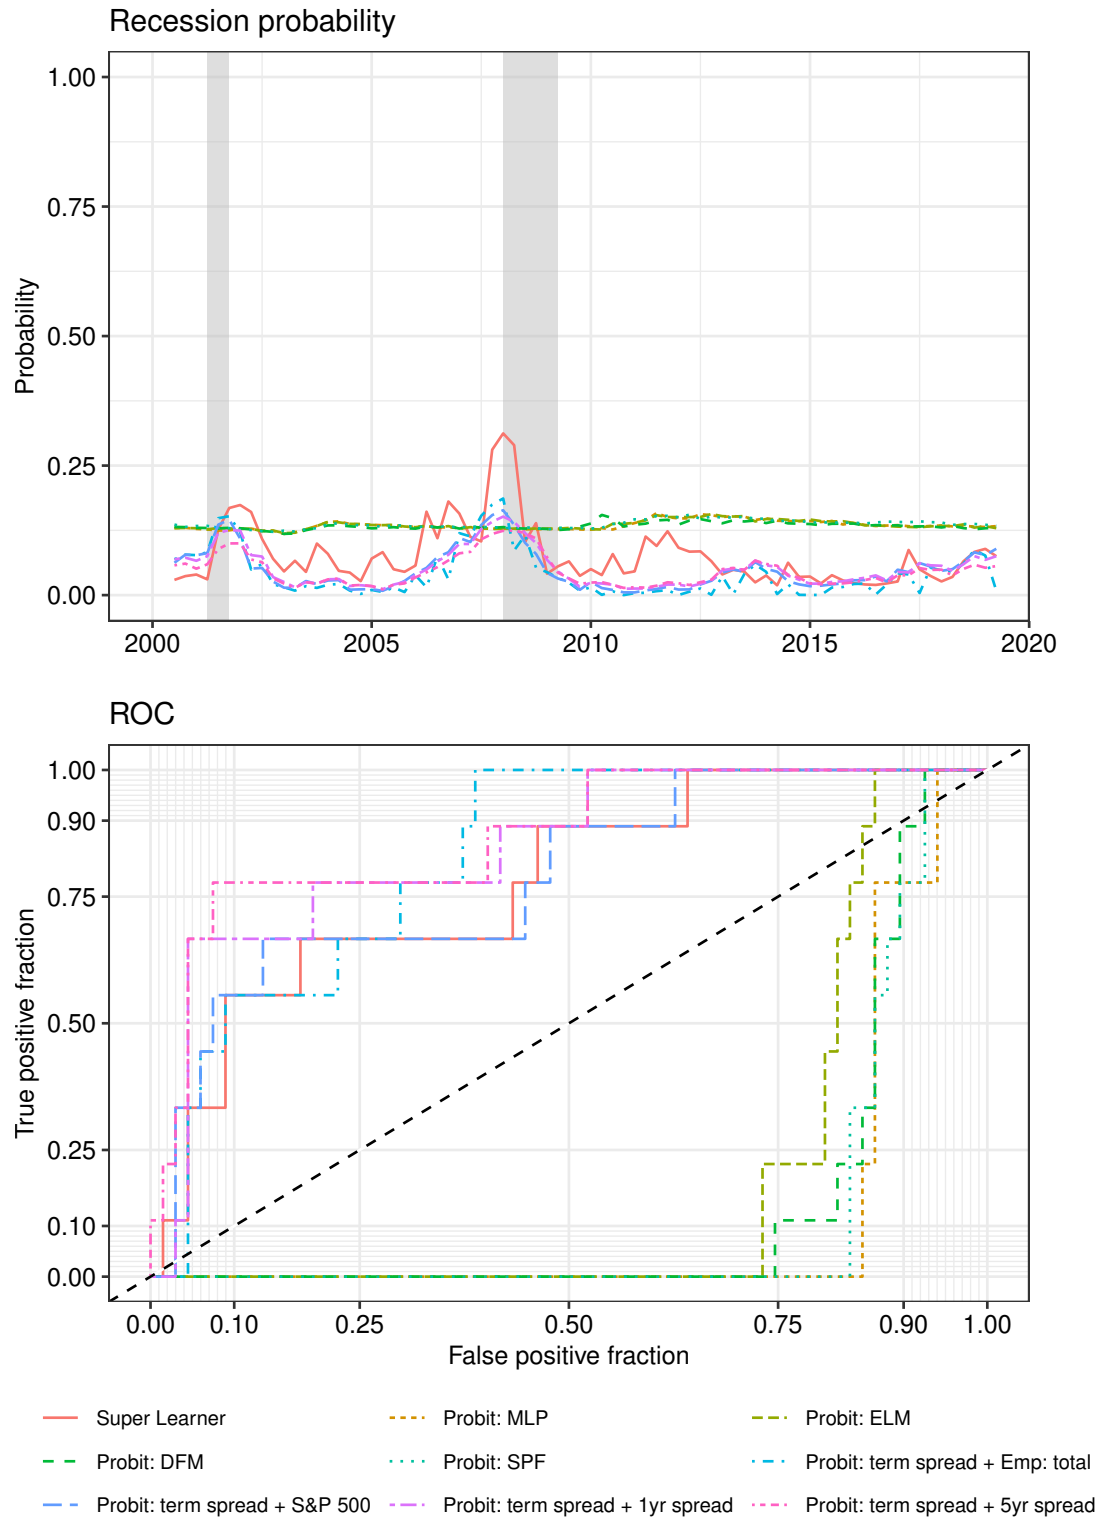 Recession probability
1.00
0.75
0.50
0.25
0.00
Probability
2000 2005 2010 2015 2020
ROC
1.00
0.90
0.75
0.50
0.25
0.10
0.00
True positive fraction
0.00 0.10 0.25 0.50 0.75 0.90 1.00
False positive fraction
Super Learner Probit: MLP Probit: ELM
Probit: DFM Probit: SPF Probit: term spread + Emp: total
Probit: term spread + S&P 500 Probit: term spread + 1yr spread Probit: term spread + 5yr spread